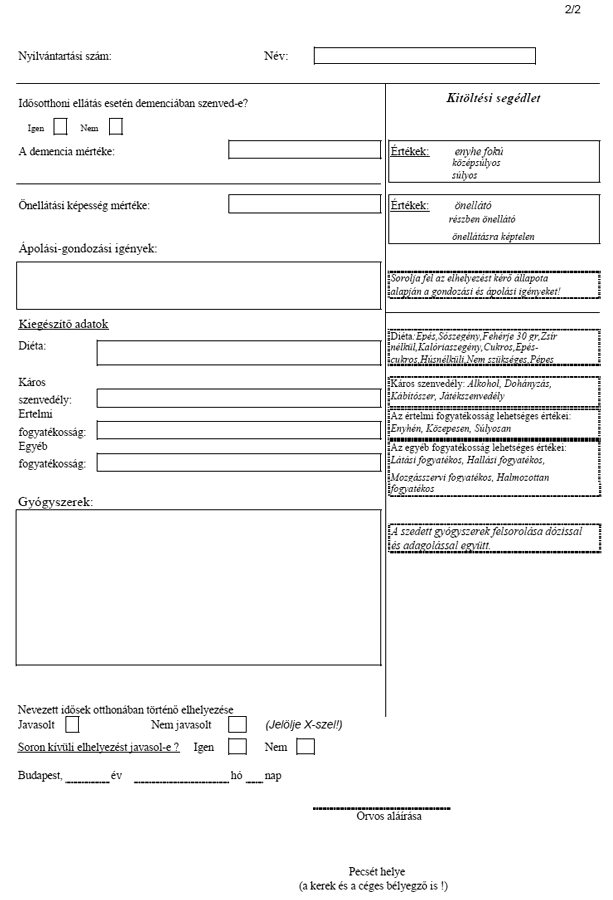 2/2
Nyilvántartási szám: Név:
Kitöltési segédlet
Idősotthoni ellátás esetén demenciában szenved-e?
Igen Nem
A demencia mértéke:
Értékek: enyhe fokú
középsúlyos
súlyos
Önellátási képesség mértéke:
Értékek: önellátó
részben önellátó
önellátásra képtelen
Ápolási-gondozási igények:
Sorolja fel az elhelyezést kérő állapota
alapján a gondozási és ápolási igényeket!
Kiegészítő adatok
Diéta:
Diéta:Epés,Sószegény,Fehérje 30 gr,Zsír
nélkül,Kalóriaszegény,Cukros,Epés-
cukros,Húsnélküli,Nem szükséges,Pépes
Káros
szenvedély:
Káros szenvedély: Alkohol, Dohányzás,
Kábítószer, Játékszenvedély
Értelmi
fogyatékosság:
Az értelmi fogyatékosság lehetséges értékei:
Enyhén, Közepesen, Súlyosan
Egyéb
fogyatékosság:
Az egyéb fogyatékosság lehetséges értékei:
Látási fogyatékos, Hallási fogyatékos,
Mozgásszervi fogyatékos, Halmozottan
fogyatékos
Gyógyszerek:
A szedett gyógyszerek felsorolása dózissal
és adagolással együtt.
Nevezett idősek otthonában történő elhelyezése
Javasolt Nem javasolt (Jelölje X-szel!)
Soron kívüli elhelyezést javasol-e ? Igen Nem
Budapest, ........ év ................ hó .... nap
Orvos aláírása
Pecsét helye
(a kerek és a céges bélyegző is !)